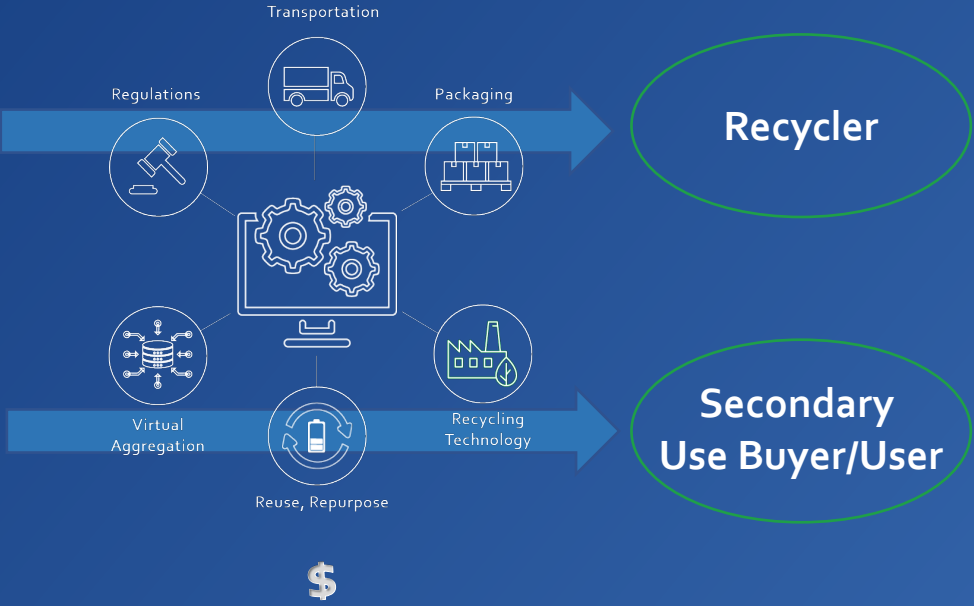 Transportation
Regulations
Packaging
Recycler
Virtual
Aggregation
Recycling
Technology
Secondary
Use Buyer/User
Reuse, Repurpose
$